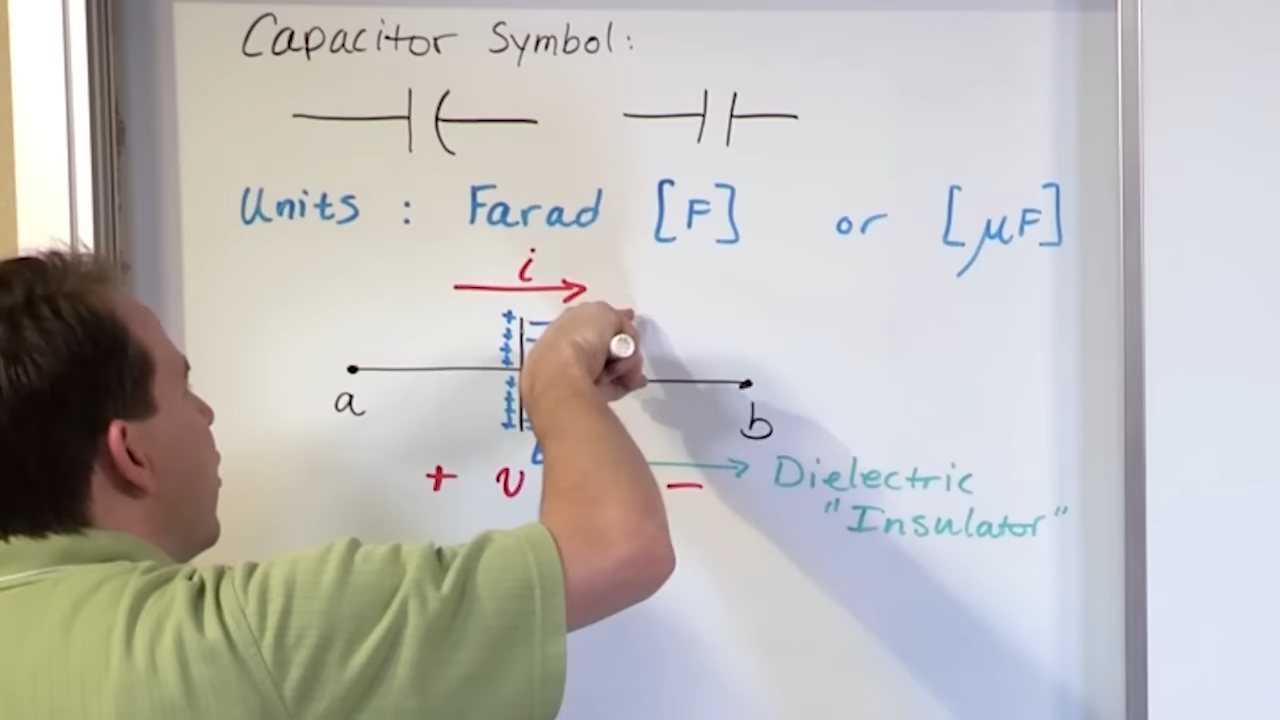 Capacitor Symbol:
Units : Farad [F] or [μF]
i
++++ ++++
a
b
+ v −
Dielectric
"Insulator"